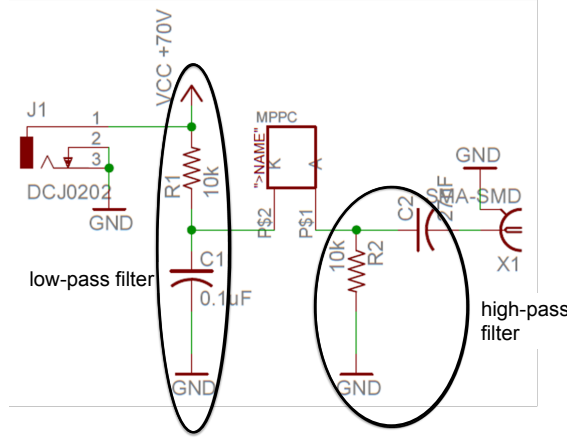 VCC +70V
J1
1
2
3
DCJ0202
GND
R1
10k
C1
0.1uF
GND
low-pass filter
MPPC
">NAME"
K
A
P$2
P$1
10k
R2
GND
C2
SMA-SMD
GND
X1
high-pass
filter